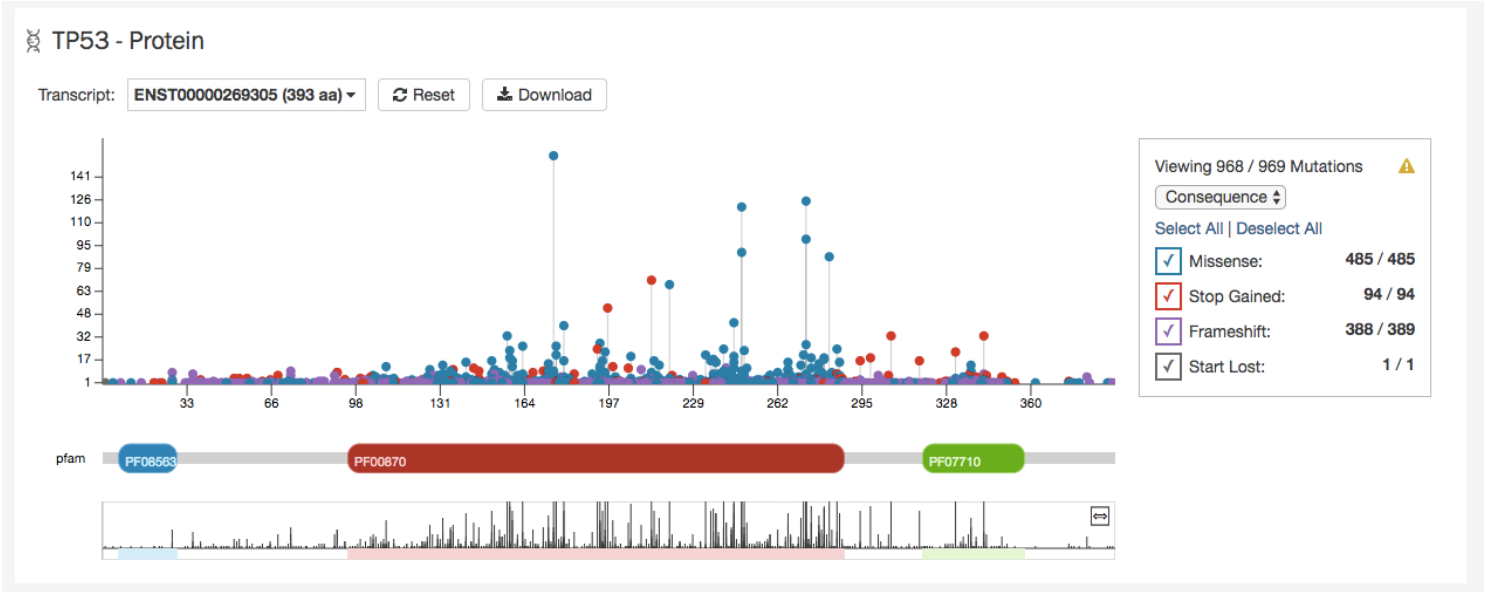 TP53 - Protein
Transcript: ENST00000269305 (393 aa) Reset Download
141
126
110
95
79
63
48
32
17
1
33 66 98 131 164 197 229 262 295 328 360
Viewing 968 / 969 Mutations
Consequence
Select All | Deselect All
Missense: 485 / 485
Stop Gained: 94 / 94
Frameshift: 388 / 389
Start Lost: 1 / 1
pfam PF08563 PF00870 PF07710